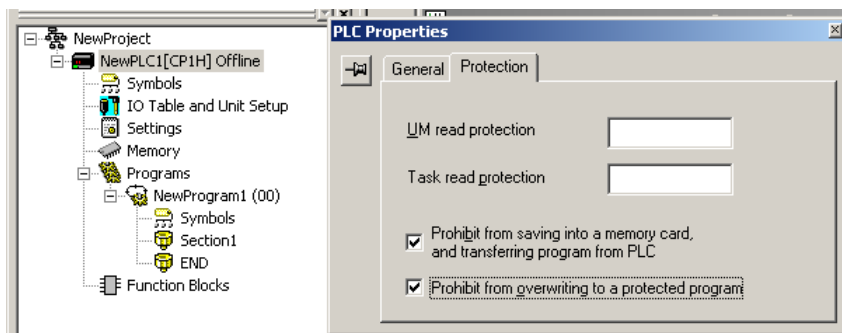 NewProject
NewPLC1[CP1H] Offline
Symbols
IO Table and Unit Setup
Settings
Memory
Programs
NewProgram1 (00)
Symbols
Section1
END
Function Blocks
PLC Properties
General Protection
UM read protection
Task read protection
Prohibit from saving into a memory card,
and transferring program from PLC
Prohibit from overwriting to a protected program